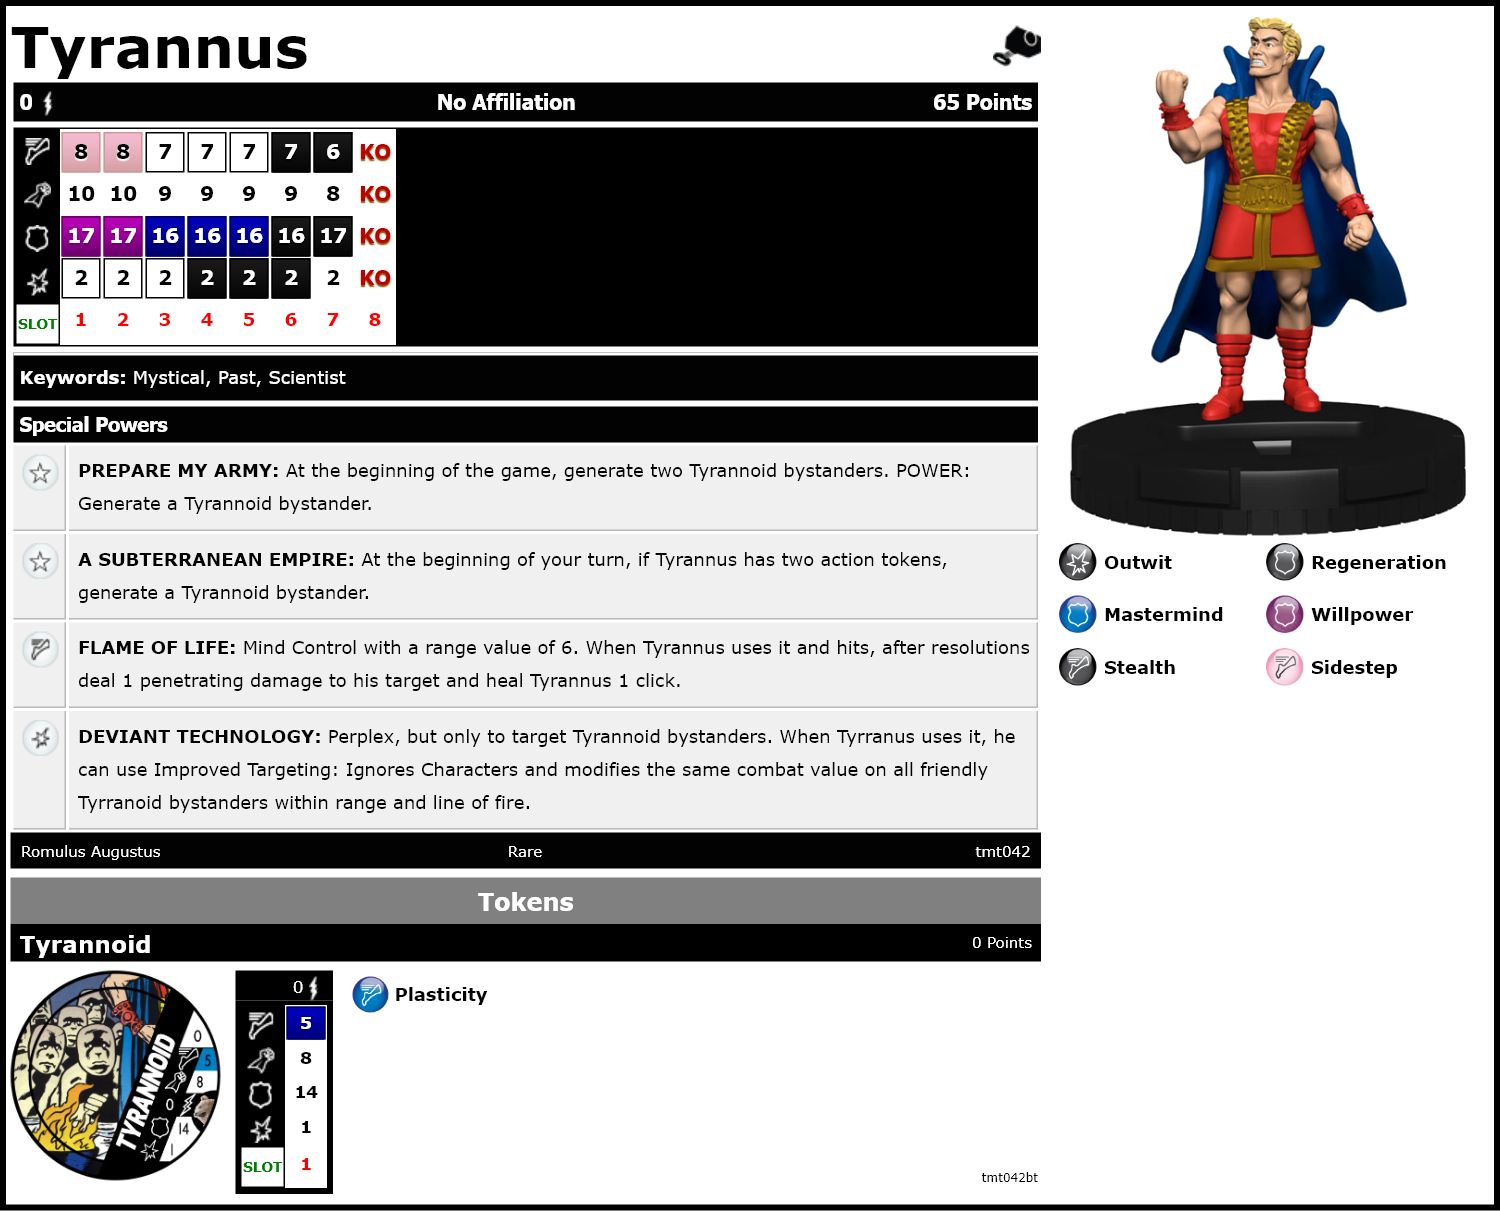 Tyrannus
0 No Affiliation 65 Points
8 8 7 7 7 7 6 KO
10 10 9 9 9 9 8 KO
17 17 16 16 16 16 17 KO
2 2 2 2 2 2 2 KO
SLOT 1 2 3 4 5 6 7 8
Keywords: Mystical, Past, Scientist
Special Powers
PREPARE MY ARMY: At the beginning of the game, generate two Tyrannoid bystanders. POWER:
Generate a Tyrannoid bystander.
A SUBTERRANEAN EMPIRE: At the beginning of your turn, if Tyrannus has two action tokens,
generate a Tyrannoid bystander.
FLAME OF LIFE: Mind Control with a range value of 6. When Tyrannus uses it and hits, after resolutions
deal 1 penetrating damage to his target and heal Tyrannus 1 click.
DEVIANT TECHNOLOGY: Perplex, but only to target Tyrannoid bystanders. When Tyrranus uses it, he
can use Improved Targeting: Ignores Characters and modifies the same combat value on all friendly
Tyrranoid bystanders within range and line of fire.
Romulus Augustus Rare tmt042
Outwit Regeneration
Mastermind Willpower
Stealth Sidestep
Tokens
Tyrannoid 0 Points
TYRANNOID
0
5
8
0
14
1
0
5
8
14
1
SLOT 1
Plasticity
tmt042bt